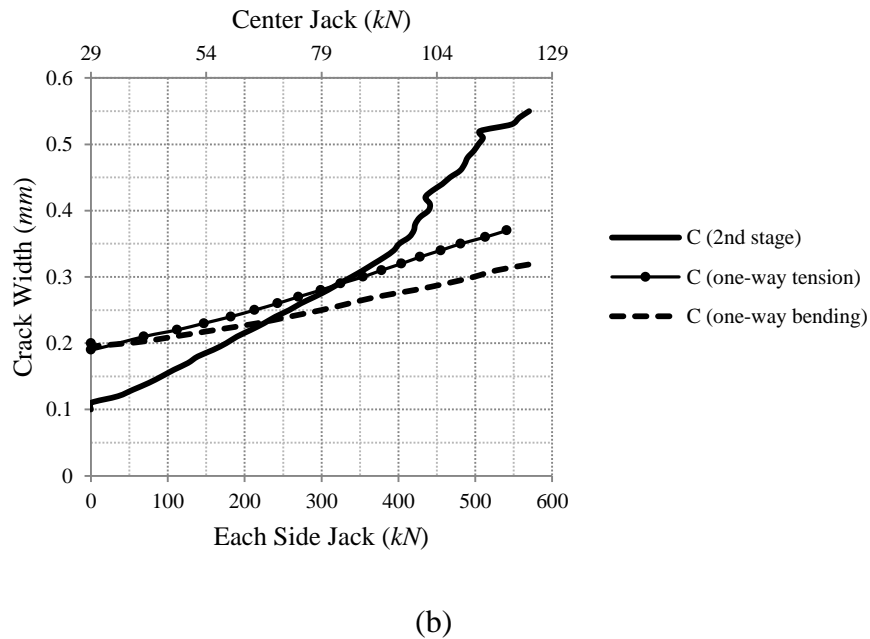 Center Jack (kN)
29 54 79 104 129
0.6
0.5
0.4
0.3
0.2
0.1
0
Crack Width (mm)
0 100 200 300 400 500 600
Each Side Jack (kN)
C (2nd stage)
C (one-way tension)
C (one-way bending)
(b)